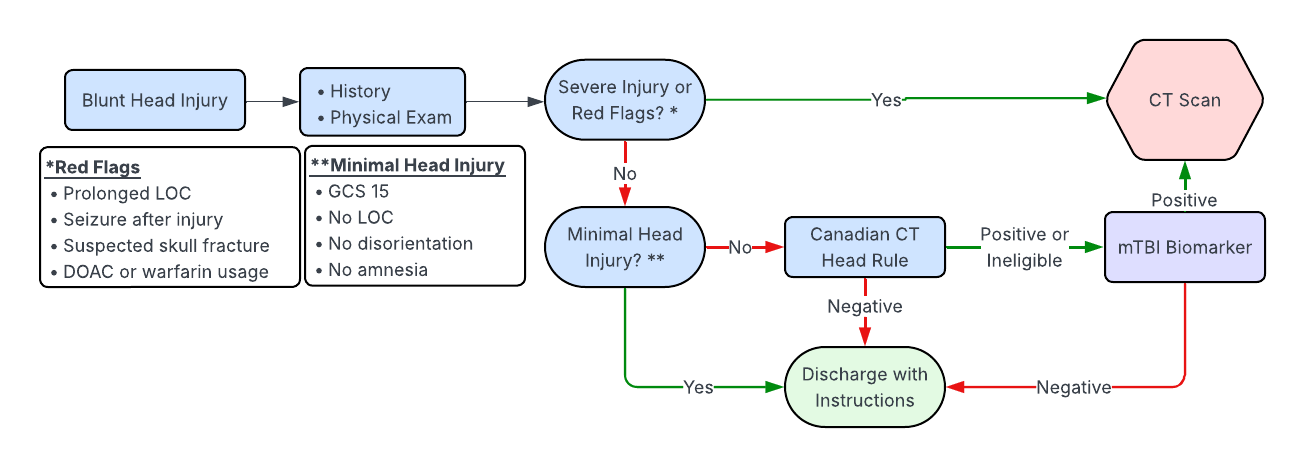 Blunt Head Injury
• History
• Physical Exam
Severe Injury or
Red Flags? *
Yes
CT Scan
*Red Flags
• Prolonged LOC
• Seizure after injury
• Suspected skull fracture
• DOAC or warfarin usage
**Minimal Head Injury
• GCS 15
• No LOC
• No disorientation
• No amnesia
No
Minimal Head
Injury? **
No
Canadian CT
Head Rule
Positive or
Ineligible
mTBI Biomarker
Positive
Negative
Yes
Discharge with
Instructions
Negative